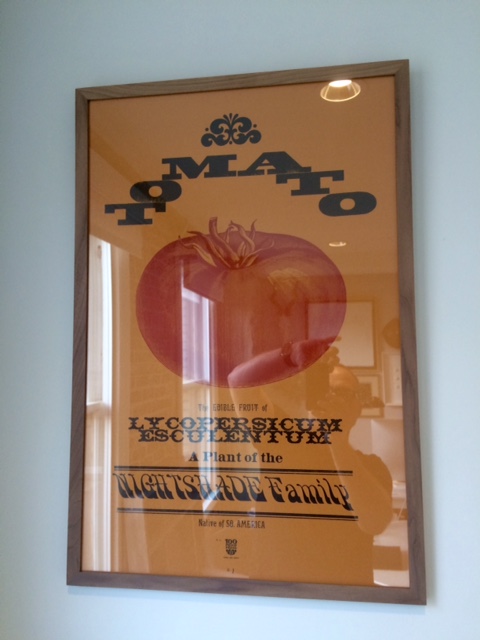 TOMATO
The EDIBLE FRUIT of
LYCOPERSICUM
ESCULENTUM
A Plant of the
NIGHTSHADE Family
Native of SO. AMERICA